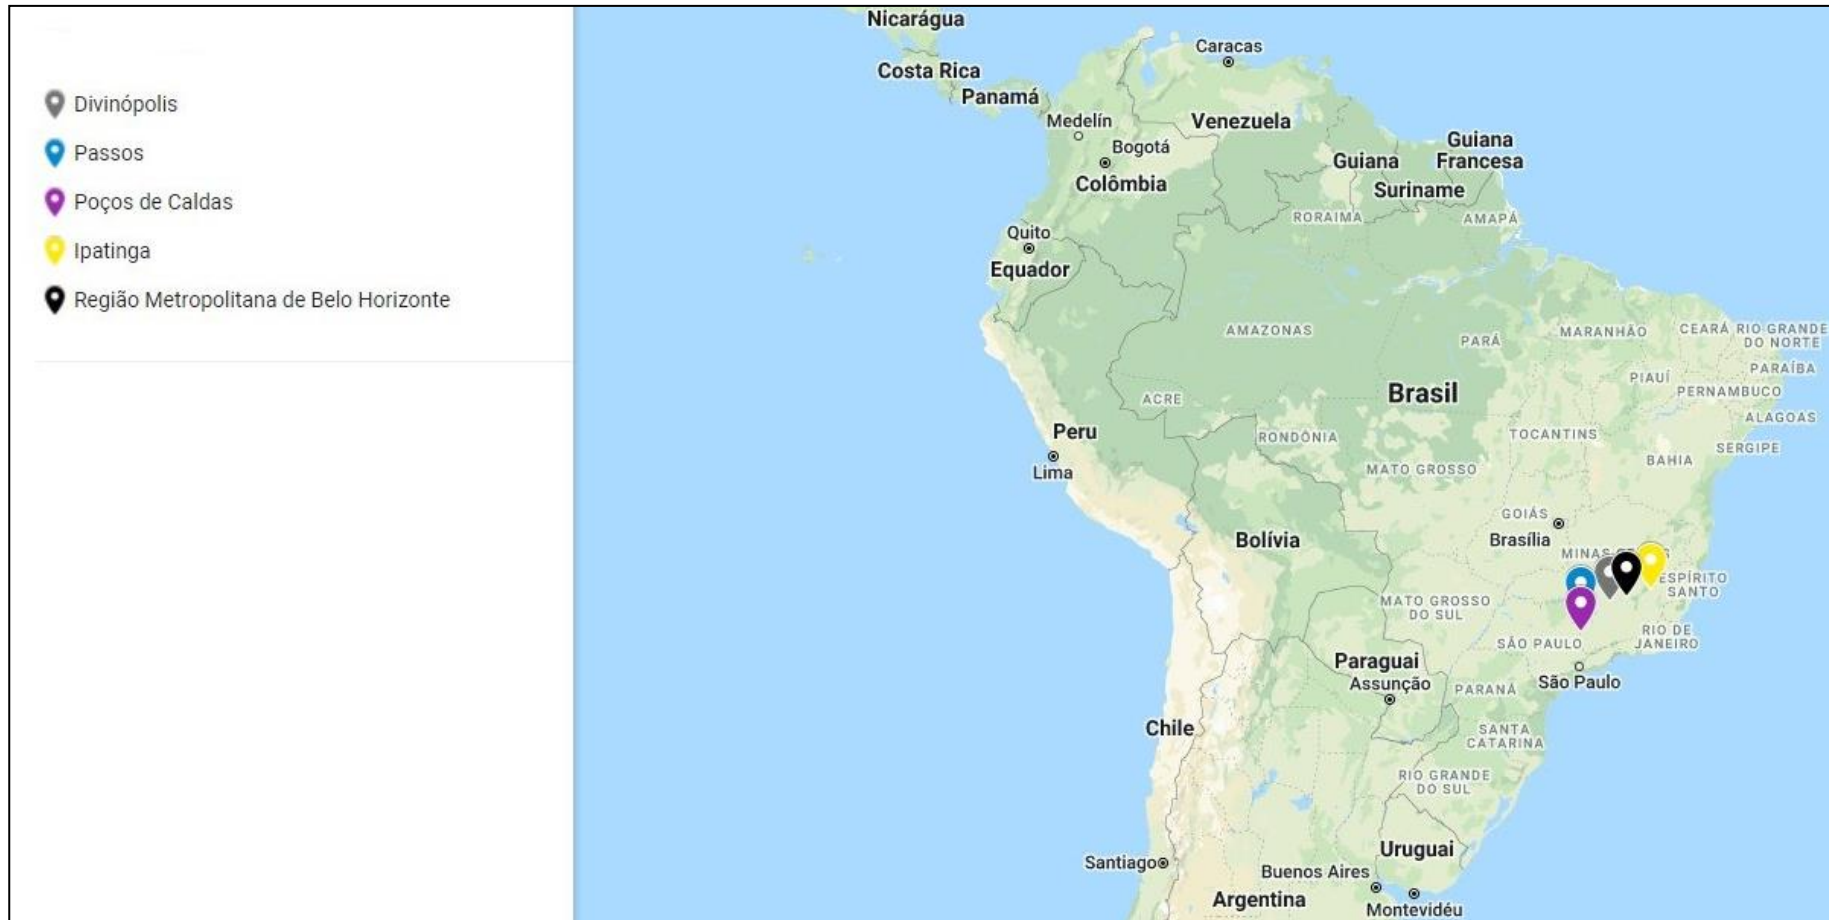 Divinópolis
Passos
Poços de Caldas
Ipatinga
Região Metropolitana de Belo Horizonte
Nicarágua
Costa Rica
Panamá
Caracas
Medelín
Bogotá
Colômbia
Venezuela
Guiana
Suriname
Guiana
Francesa
RORAIMA
AMAPÁ
Quito
Equador
AMAZONAS
PARÁ
MARANHÃO
CEARÁ
RIO GRANDE
DO NORTE
PARAÍBA
PIAUÍ
PERNAMBUCO
ALAGOAS
SERGIPE
Brasil
ACRE
Peru
Lima
RONDÔNIA
TOCANTINS
MATO GROSSO
BAHIA
GOIÁS
Brasília
Bolívia
MINAS
ESPÍRITO
SANTO
MATO GROSSO
DO SUL
SÃO PAULO
RIO DE
JANEIRO
São Paulo
Paraguai
Assunção
PARANÁ
SANTA
CATARINA
Chile
RIO GRANDE
DO SUL
Uruguai
Santiago
Buenos Aires
Argentina
Montevidéu